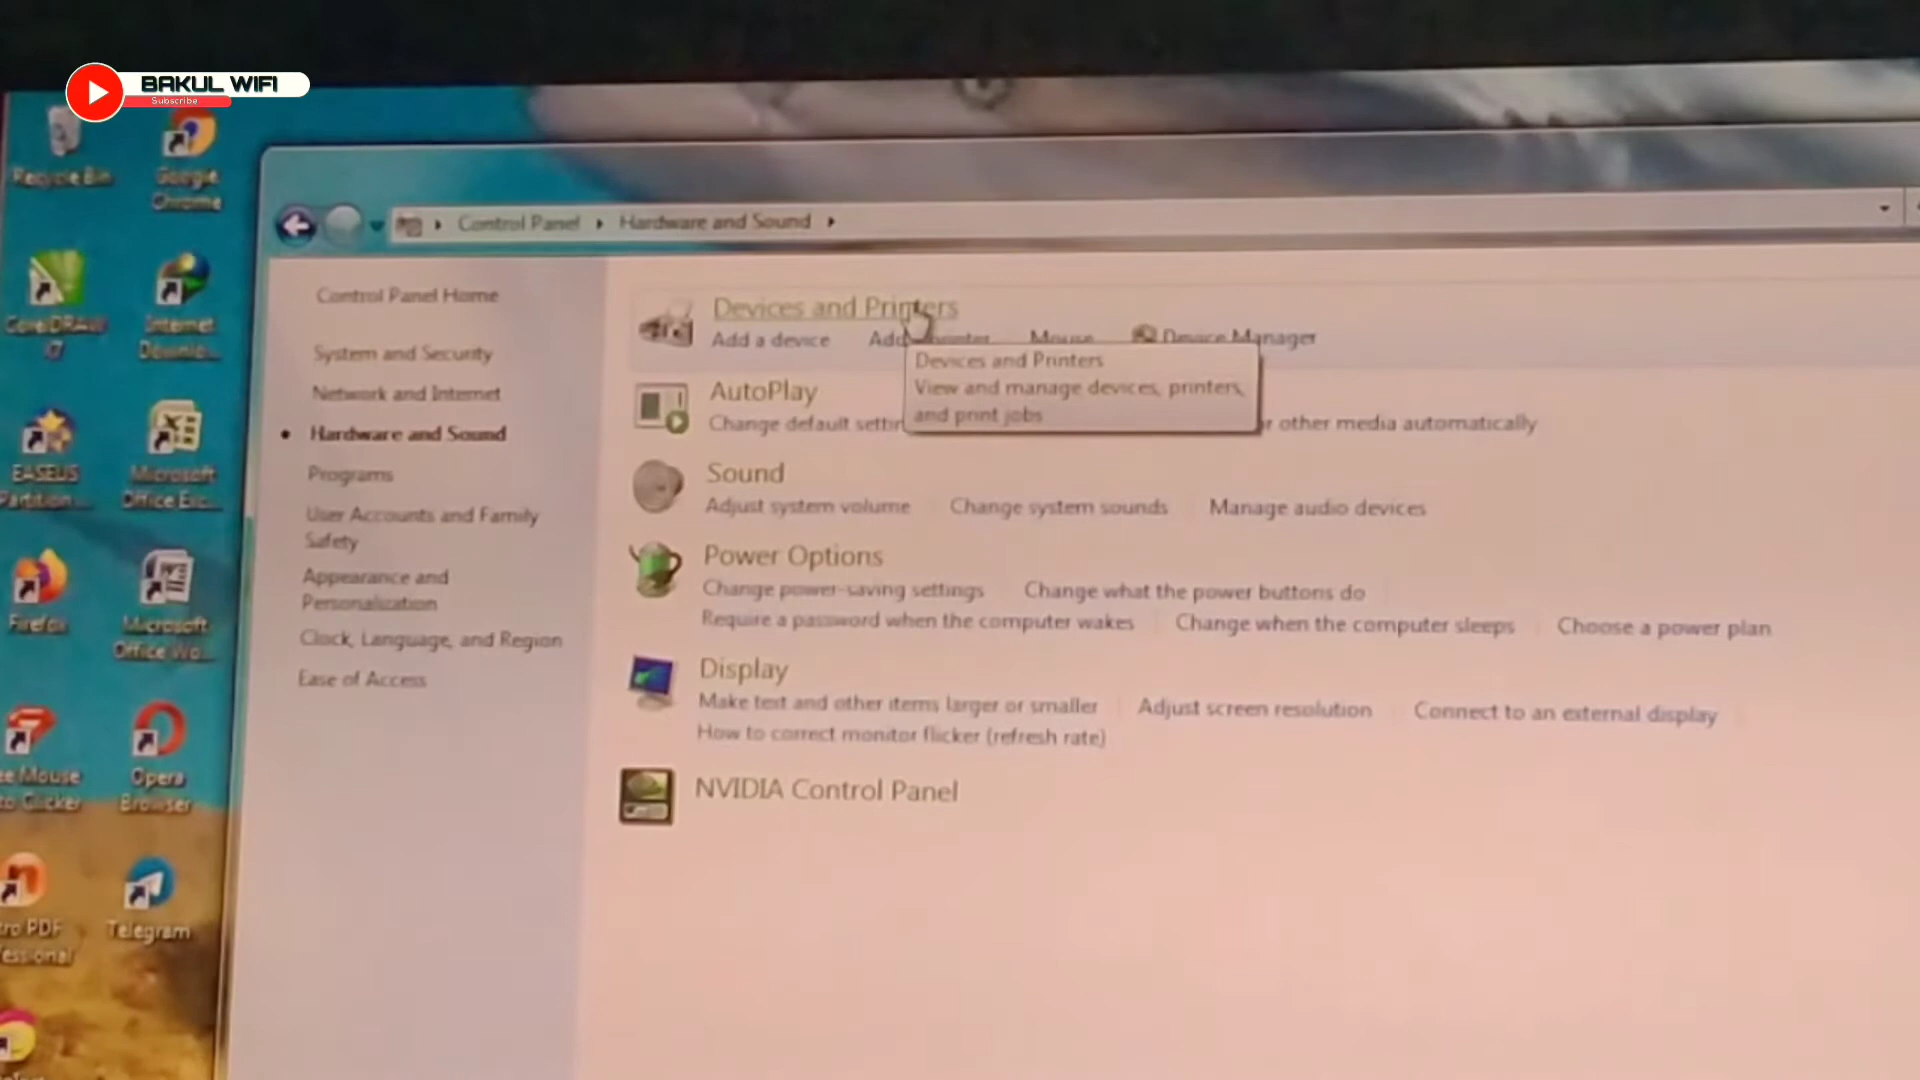 BAKUL WIFI
Subscribe
Recycle Bin
Google
Chrome
Internet
Downlo...
EASEUS
Partition...
Microsoft
Office Exc...
Firefox
Microsoft
Office Wo...
Mouse
Clicker
Opera
Browser
PDF
Telegram
Control Panel
Hardware and Sound
Control Panel Home
System and Security
Network and Internet
Hardware and Sound
Programs
User Accounts and Family
Safety
Appearance and
Personalization
Clock, Language, and Region
Ease of Access
Devices and Printers
Add a device Add Mouse Device Manager
Devices and Printers
View and manage devices, printers,
and print jobs
AutoPlay
Change default other media automatically
Sound
Adjust system volume Change system sounds Manage audio devices
Power Options
Change power-saving settings Change what the power buttons do
Require a password when the computer wakes Change when the computer sleeps Choose a power plan
Display
Make text and other items larger or smaller Adjust screen resolution Connect to an external display
How to correct monitor flicker (refresh rate)
NVIDIA Control Panel